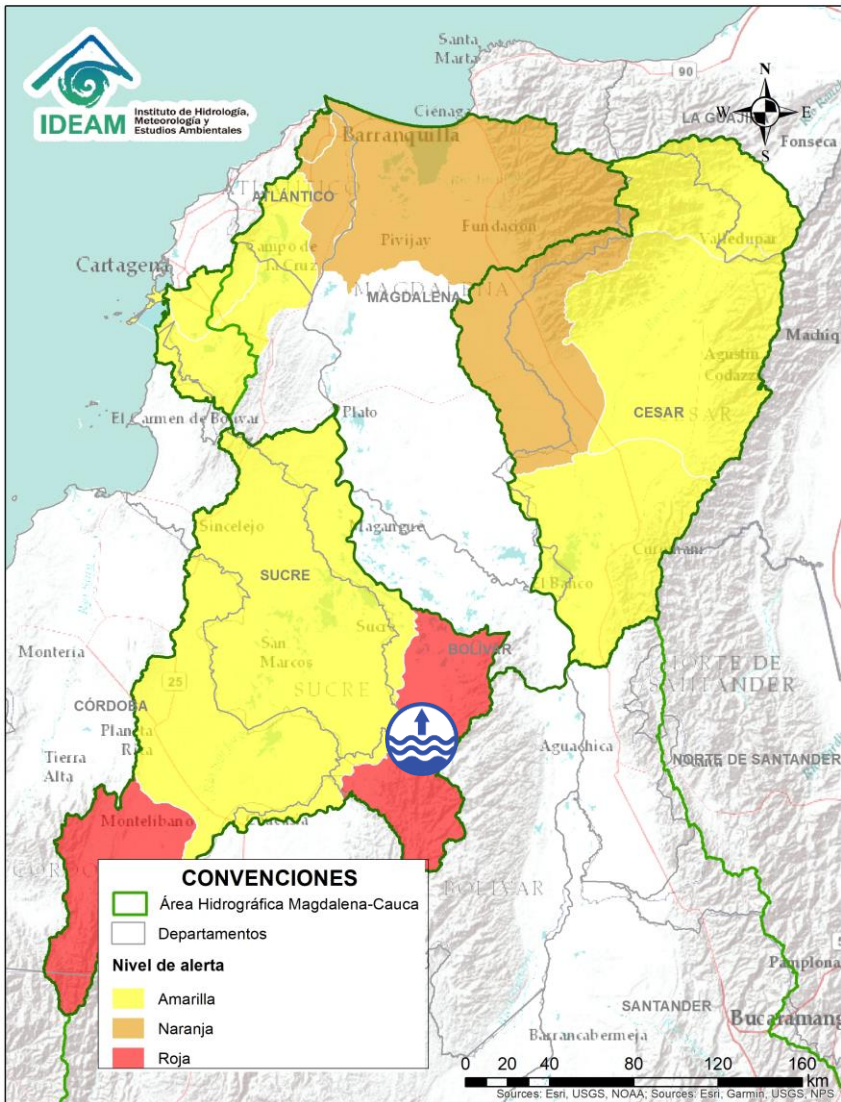 IDEAM
Instituto de Hidrología,
Meteorología y
Estudios Ambientales
Santa
Marta
90
N
W
E
S
LA GUAJI
Fonseca
Ciénaga
Barranquilla
ATLÁNTICO
Campo de
la Cruz
Pivijay
Fundación
Valledupar
Cartagena
MAGDALENA
Agustín
Codazzi
CESAR
El Carmen de Bolívar
Plato
Sincelejo
Magangué
SUCRE
El Banco
Sucre
San
Marcos
SUCRE
BOLÍVAR
Montería
25
CÓRDOBA
Planeta
Rica
Tierra
Alta
Aguachica
NORTE DE
SANTANDER
NORTE DE SANTANDER
Montelíbano
BOLÍVAR
CONVENCIONES
Área Hidrográfica Magdalena-Cauca
Departamentos
Nivel de alerta
Amarilla
Naranja
Roja
Pamplona
SANTANDER
Bucaramang
Barrancabermeja
0 20 40 80 120 160
km
Sources: Esri, USGS, NOAA; Sources: Esri, Garmin, USGS, NPS